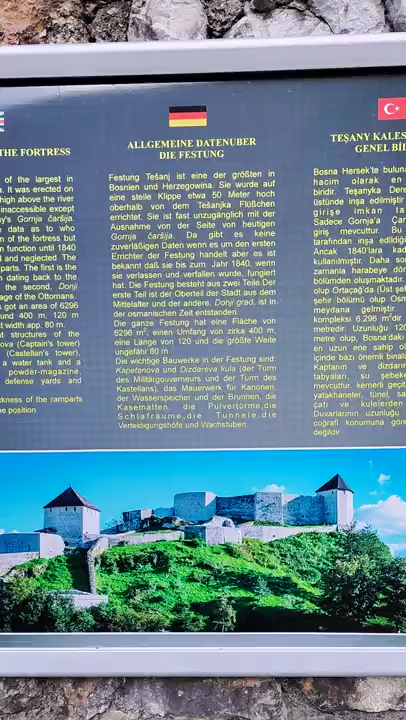 THE FORTRESS
of the largest in
It was erected on
high above the river
inaccessible except
Gornja čaršija.
data as to who
of the fortress but
function until 1840
and neglected. The
parts. The first is the
dating back to the
the second, Donji
of the Ottomans.
got an area of 6296
400 m, 120 m
width app. 80 m.
structures of the
(Captain's tower)
(Castellan's tower),
a water tank and a
powder-magazine,
defense yards and
of the ramparts
position.
ALLGEMEINE DATENUBER
DIE FESTUNG
Festung Tešanj ist eine der größten in
Bosnien und Herzegowina. Sie wurde auf
eine steile Klippe etwa 50 Meter hoch
oberhalb von dem Tešanjka Flüßchen
errichtet. Sie ist fast unzugänglich mit der
Ausnahme von der Seite von heutigen
Gornja čaršija. Da gibt es keine
zuverläßigen Daten wenn es um den ersten
Errichter der Festung handelt aber es ist
bekannt daß sie bis zum. Jahr 1840, wenn
sie verlassen und verfallen wurde, fungiert
hat. Die Festung besteht aus zwei Teile.Der
erste Teil ist der Oberteil der Stadt aus dem
Mittelalter und der andere, Donji grad, ist in
der osmanischen Zeit entstanden.
Die ganze Festung hat eine Fläche von
6296 m², einen Umfang von zirka 400 m,
eine Länge von 120 und die größte Weite
ungefähr 80 m.
Die wichtige Bauwerke in der Festung sind:
Kapetanova und Dizdareva kula (der Turm
des Militärgouverneurs und der Turm des
Kastellans), das Mauerwerk für Kanonen,
der Wasserspeicher und der Brunnen, die
Kasematten, die Pulvertürme,die
Schlafräume,die Tunnele,die
Verteidigungshöfe und Wachstuben.
TEŞANY KALES
GENEL Bİ
Bosna Hersek'te buluna
hacim olarak en
biridir. Teşanyka Dere
üstünde inşa edilmişti
girişe imkan ta
Sadece Gornja'a Çar
giriş mevcuttur. Bu
tarafından inşa edildiğ
Ancak 1840'lara kad
kullanılmıştır. Daha so
zamanla harabeye dön
bölümden oluşmaktadır.
olup Ortaçağ'da (Üst şe
şehir bölümü olup Osm
meydana gelmiştir.
kompleksi 6.296 m²'dir
metredir. Uzunluğu 120
metre olup, Bosna'daki
en uzun ene sahip ol
içinde bazı önemli binala
Kaptanın ve dizdarın
tabyaları, su şebeke
mevcuttur. kemerli geçit
yatakhaneler, tünel, sa
çatı ve kulelerden
Duvarlarının uzunluğu
coğrafi konumuna göre
değildir